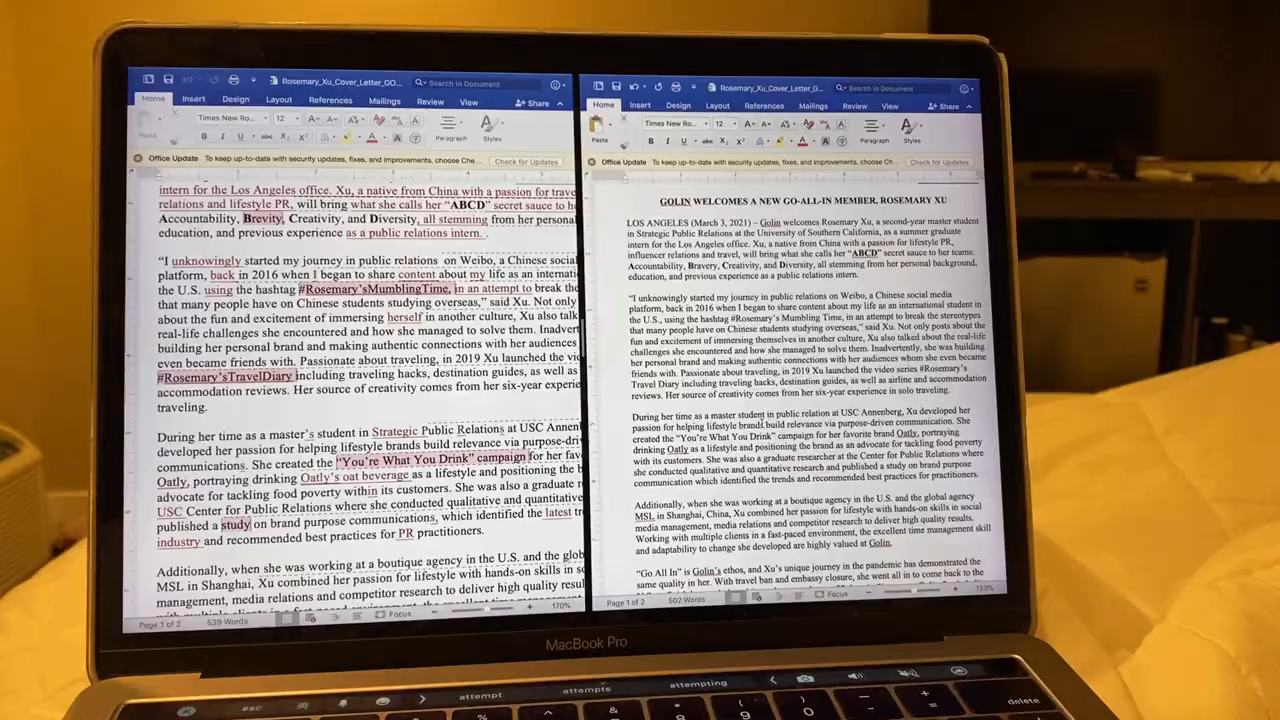 Rosemary_Xu_Cover_Letter_GO...
Search in Document
Home Insert Design Layout References Mailings Review View Share
Times New Ro... 12
Paste Paragraph Styles
Office Update To keep up-to-date with security updates, fixes, and improvements, choose Che... Check for Updates
intern for the Los Angeles office. Xu, a native from China with a passion for trave
relations and lifestyle PR, will bring what she calls her “ABCD” secret sauce to h
Accountability, Brevity, Creativity, and Diversity, all stemming from her personal
education, and previous experience as a public relations intern. .
“I unknowingly started my journey in public relations on Weibo, a Chinese social
platform, back in 2016 when I began to share content about my life as an internati
the U.S. using the hashtag #Rosemary’sMumblingTime, in an attempt to break the
that many people have on Chinese students studying overseas,” said Xu. Not only
about the fun and excitement of immersing herself in another culture, Xu also talk
real-life challenges she encountered and how she managed to solve them. Inadvert
building her personal brand and making authentic connections with her audiences
even became friends with. Passionate about traveling, in 2019 Xu launched the vid
#Rosemary’sTravelDiary including traveling hacks, destination guides, as well as
accommodation reviews. Her source of creativity comes from her six-year experie
traveling.
During her time as a master’s student in Strategic Public Relations at USC Annen
developed her passion for helping lifestyle brands build relevance via purpose-dri
communications. She created the “You’re What You Drink” campaign for her favo
Oatly, portraying drinking Oatly’s oat beverage as a lifestyle and positioning the b
advocate for tackling food poverty within its customers. She was also a graduate r
USC Center for Public Relations where she conducted qualitative and quantitative
published a study on brand purpose communications, which identified the latest tr
industry and recommended best practices for PR practitioners.
Additionally, when she was working at a boutique agency in the U.S. and the glob
MSL in Shanghai, Xu combined her passion for lifestyle with hands-on skills in so
management, media relations and competitor research to deliver high quality resul
Page 1 of 2 539 Words Focus 170%
Rosemary_Xu_Cover_Letter_G...
Search in Document
Home Insert Design Layout References Mailings Review View Share
Times New Ro... 12
Paste Paragraph Styles
Office Update To keep up-to-date with security updates, fixes, and improvements, choose Ch... Check for Updates
GOLIN WELCOMES A NEW GO-ALL-IN MEMBER, ROSEMARY XU
LOS ANGELES (March 3, 2021) – Golin welcomes Rosemary Xu, a second-year master student
in Strategic Public Relations at the University of Southern California, as a summer graduate
intern for the Los Angeles office. Xu, a native from China with a passion for lifestyle PR,
influencer relations and travel, will bring what she calls her “ABCD” secret sauce to her teams:
Accountability, Bravery, Creativity, and Diversity, all stemming from her personal background,
education, and previous experience as a public relations intern.
“I unknowingly started my journey in public relations on Weibo, a Chinese social media
platform, back in 2016 when I began to share content about my life as an international student in
the U.S., using the hashtag #Rosemary’s Mumbling Time, in an attempt to break the stereotypes
that many people have on Chinese students studying overseas,” said Xu. Not only posts about the
fun and excitement of immersing themselves in another culture, Xu also talked about the real-life
challenges she encountered and how she managed to solve them. Inadvertently, she was building
her personal brand and making authentic connections with her audiences whom she even became
friends with. Passionate about traveling, in 2019 Xu launched the video series #Rosemary’s
Travel Diary including traveling hacks, destination guides, as well as airline and accommodation
reviews. Her source of creativity comes from her six-year experience in solo traveling.
During her time as a master student in public relation at USC Annenberg, Xu developed her
passion for helping lifestyle brands build relevance via purpose-driven communication. She
created the “You’re What You Drink” campaign for her favorite brand Oatly, portraying
drinking Oatly as a lifestyle and positioning the brand as an advocate for tackling food poverty
with its customers. She was also a graduate researcher at the Center for Public Relations where
she conducted qualitative and quantitative research and published a study on brand purpose
communication which identified the trends and recommended best practices for practitioners.
Additionally, when she was working at a boutique agency in the U.S. and the global agency
MSL in Shanghai, China, Xu combined her passion for lifestyle with hands-on skills in social
media management, media relations and competitor research to deliver high quality results.
Working with multiple clients in a fast-paced environment, the excellent time management skill
and adaptability to change she developed are highly valued at Golin.
“Go All In” is Golin’s ethos, and Xu’s unique journey in the pandemic has demonstrated the
same quality in her. With travel ban and embassy closure, she went all in to come back to the
Page 1 of 2 502 Words Focus 133%
MacBook Pro
esc attempt attempts attempting
% ^ & * ( ) – + delete
8 9 0 =